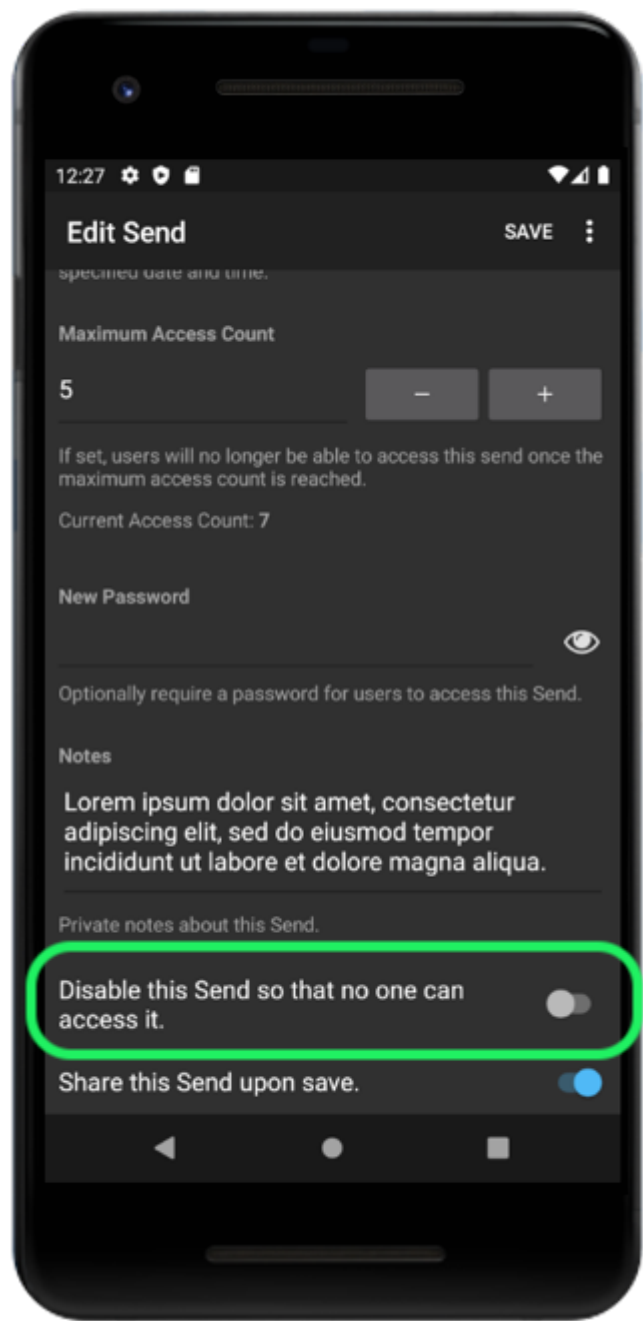 12:27
Edit Send
SAVE
specified date and time.
Maximum Access Count
5
−
+
If set, users will no longer be able to access this send once the
maximum access count is reached.
Current Access Count: 7
New Password
Optionally require a password for users to access this Send.
Notes
Lorem ipsum dolor sit amet, consectetur
adipiscing elit, sed do eiusmod tempor
incididunt ut labore et dolore magna aliqua.
Private notes about this Send.
Disable this Send so that no one can
access it.
Share this Send upon save.